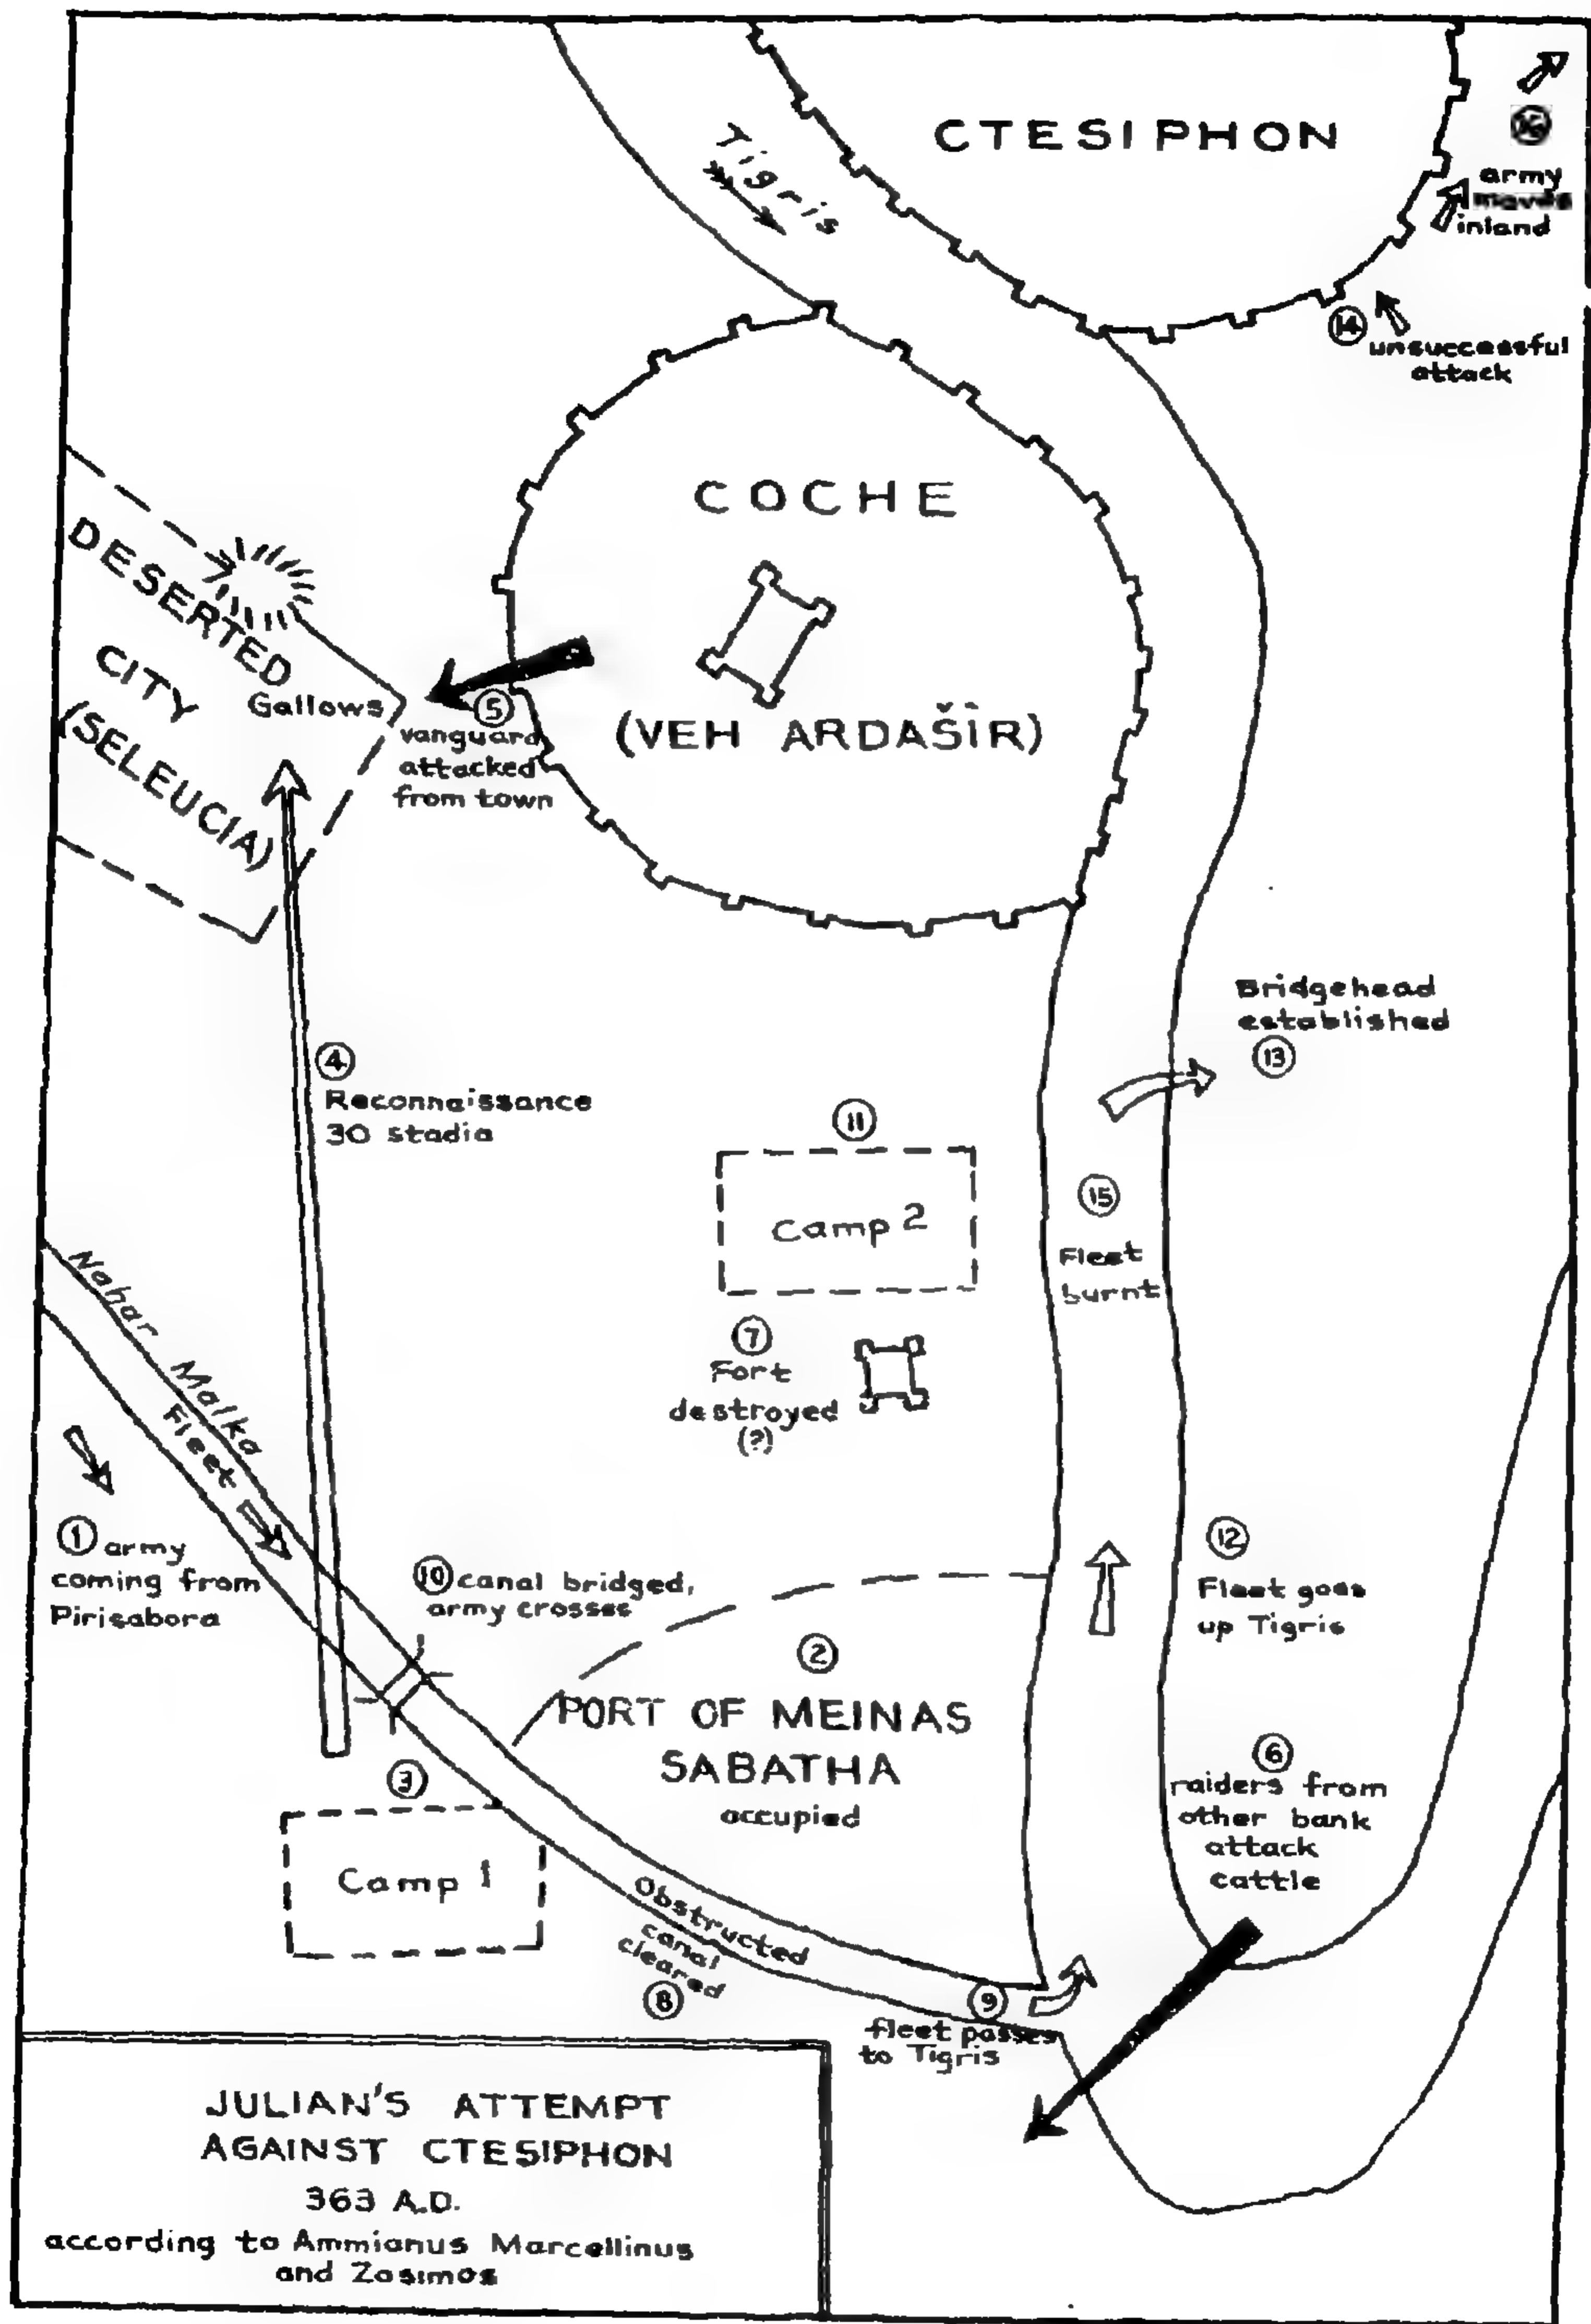 CTESIPHON
Tigris
16
army
moves
inland
14
unsuccessful
attack
COCHE
(VEH ARDAŠĪR)
DESERTED
CITY
(SELEUCIA)
Gallows
5
vanguard
attacked
from town
4
Reconnaissance
30 stadia
Bridgehead
established
13
11
Camp 2
15
Fleet
burnt
7
Fort
destroyed
(?)
Nahar Malka
Fleet
1 army
coming from
Pirisabora
10 canal bridged,
army crosses
12
Fleet goes
up Tigris
2
PORT OF MEINAS
SABATHA
occupied
6
raiders from
other bank
attack
cattle
3
Camp 1
Obstructed
canal
cleared
8
9
fleet passes
to Tigris
JULIAN'S ATTEMPT
AGAINST CTESIPHON
363 A.D.
according to Ammianus Marcellinus
and Zosimos